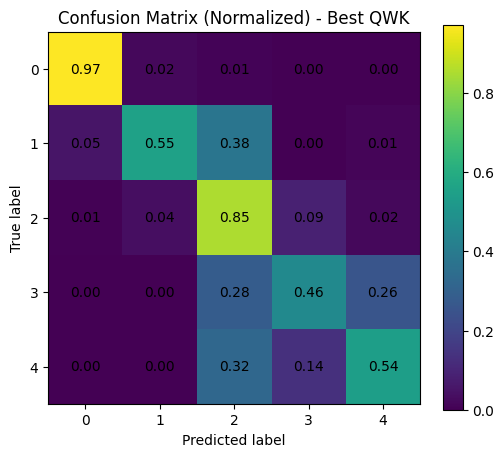 Confusion Matrix (Normalized) - Best QWK
0 0.97 0.02 0.01 0.00 0.00
1 0.05 0.55 0.38 0.00 0.01
2 0.01 0.04 0.85 0.09 0.02
3 0.00 0.00 0.28 0.46 0.26
4 0.00 0.00 0.32 0.14 0.54
True label
0 1 2 3 4
Predicted label
0.8
0.6
0.4
0.2
0.0